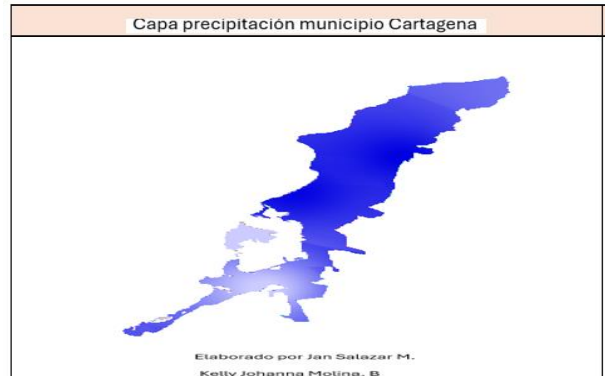 Capa precipitación municipio Cartagena
Elaborado por Jan Salazar M.
Kelly Johanna Molina. B